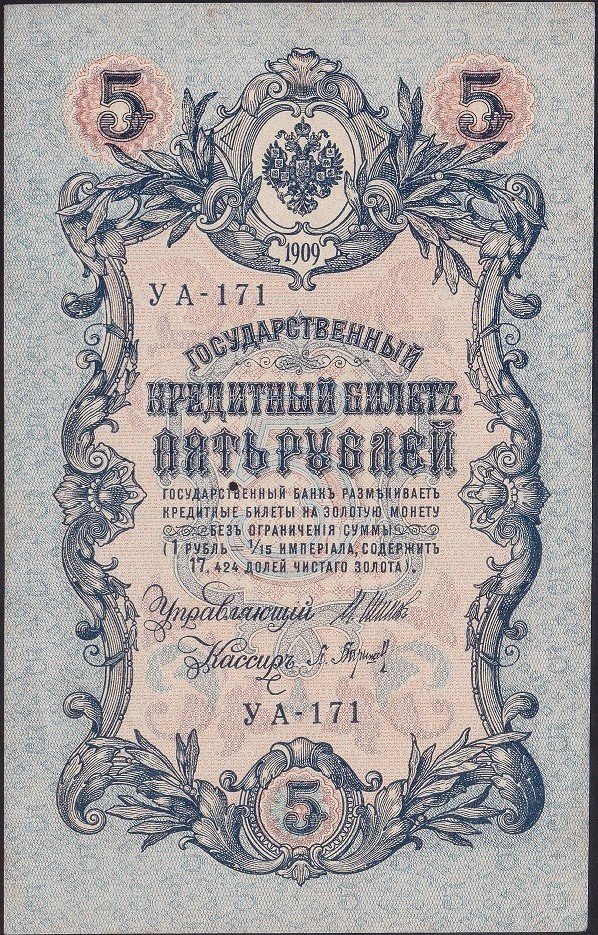 5 5
1909
УА-171
ГОСУДАРСТВЕННЫЙ
КРЕДИТНЫЙ БИЛЕТЪ
ПЯТЬ РУБЛЕЙ
ГОСУДАРСТВЕННЫЙ БАНКЪ РАЗМѢНИВАЕТЪ
КРЕДИТНЫЕ БИЛЕТЫ НА ЗОЛОТУЮ МОНЕТУ
БЕЗЪ ОГРАНИЧЕНІЯ СУММЫ
(1 РУБЛЬ = 1/15 ИМПЕРІАЛА, СОДЕРЖИТЪ
17,424 ДОЛЕЙ ЧИСТАГО ЗОЛОТА).
Управляющий
Кассиръ
УА-171
5